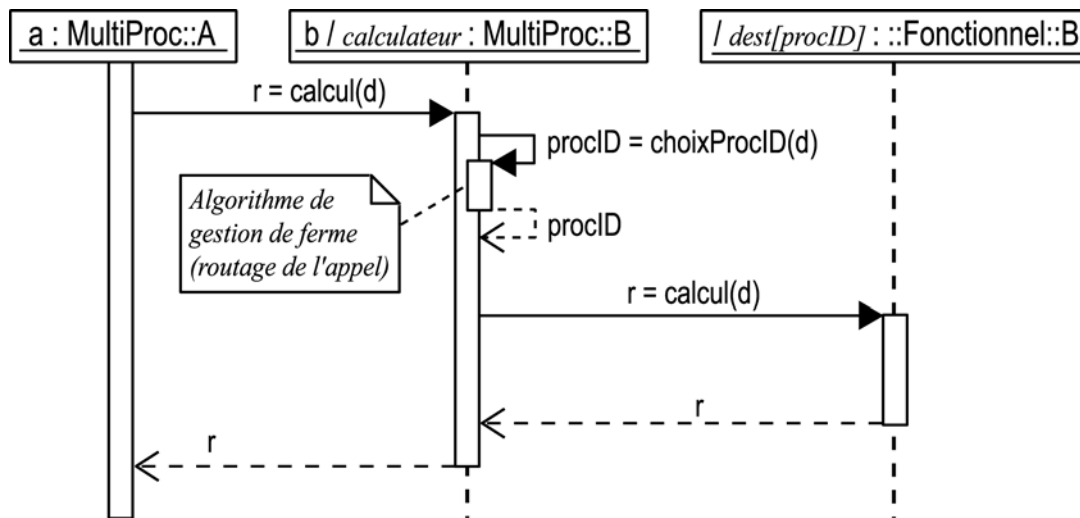 a : MultiProc::A
b / calculateur : MultiProc::B
/ dest[procID] : ::Fonctionnel::B
r = calcul(d)
procID = choixProcID(d)
Algorithme de
gestion de ferme
(routage de l'appel)
procID
r = calcul(d)
r
r